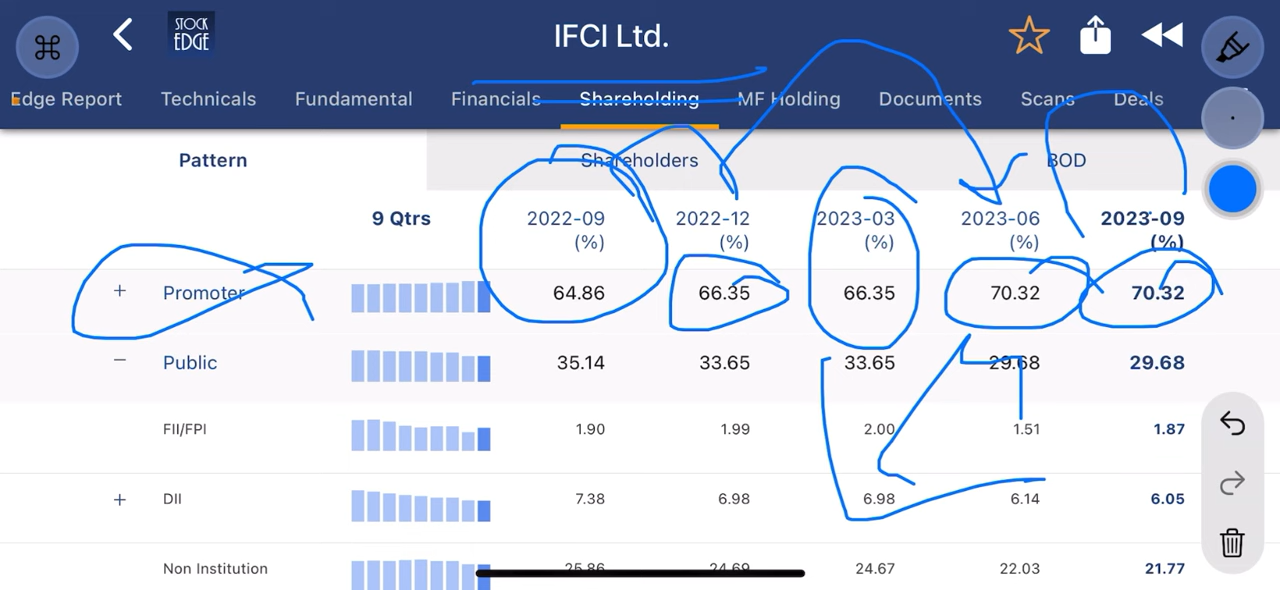 STOCK
EDGE
IFCI Ltd.
Edge Report Technicals Fundamental Financials Shareholding MF Holding Documents Scans Deals
Pattern Shareholders BOD
9 Qtrs 2022-09 (%) 2022-12 (%) 2023-03 (%) 2023-06 (%) 2023-09 (%)
+ Promoter 64.86 66.35 66.35 70.32 70.32
− Public 35.14 33.65 33.65 29.68 29.68
FII/FPI 1.90 1.99 2.00 1.51 1.87
+ DII 7.38 6.98 6.98 6.14 6.05
Non Institution 25.86 24.69 24.67 22.03 21.77